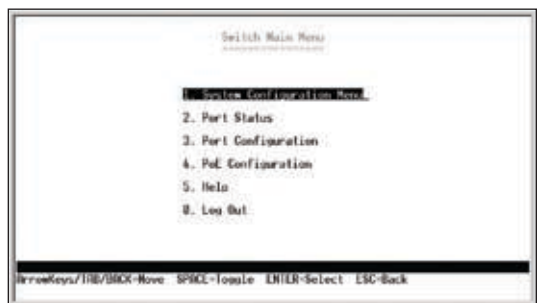 Switch Main Menu
1. System Configuration Menu
2. Port Status
3. Port Configuration
4. PoE Configuration
5. Help
0. Log Out
ArrowKeys/TAB/BACK=Move SPACE=Toggle ENTER=Select ESC=Back